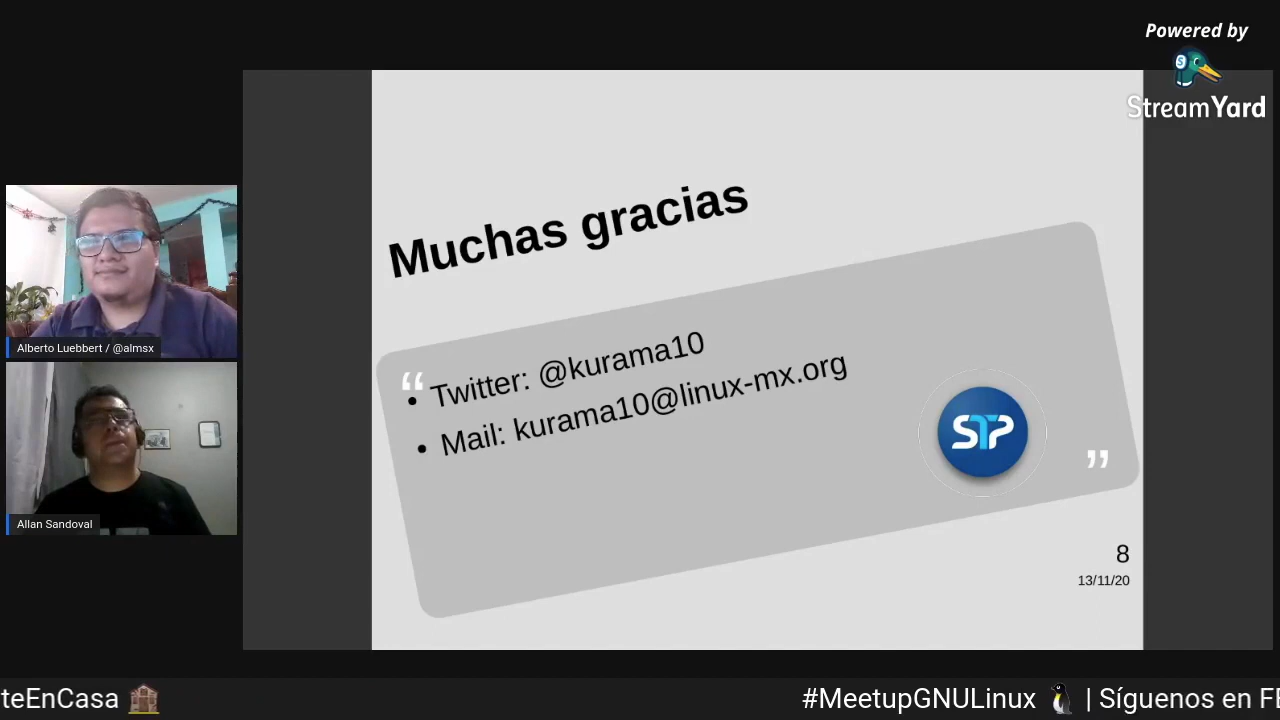 Powered by
StreamYard
Muchas gracias
“
• Twitter: @kurama10
• Mail: kurama10@linux-mx.org
STP
”
8
13/11/20
Alberto Luebbert / @almsx
Allan Sandoval
teEnCasa 🏚 #MeetupGNULinux 🐧 | Síguenos en F